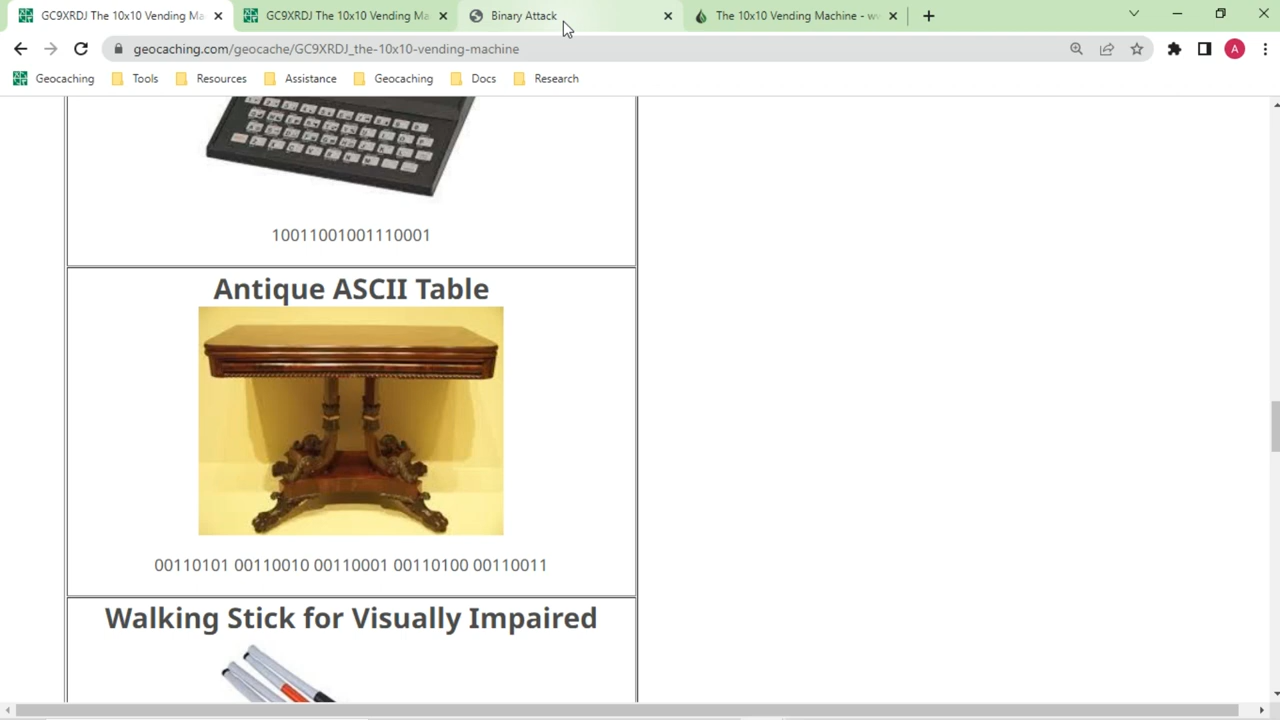 GC9XRDJ The 10x10 Vending Ma
GC9XRDJ The 10x10 Vending Ma
Binary Attack
The 10x10 Vending Machine - w
geocaching.com/geocache/GC9XRDJ_the-10x10-vending-machine
A
Geocaching
Tools
Resources
Assistance
Geocaching
Docs
Research
10011001001110001
Antique ASCII Table
00110101 00110010 00110001 00110100 00110011
Walking Stick for Visually Impaired